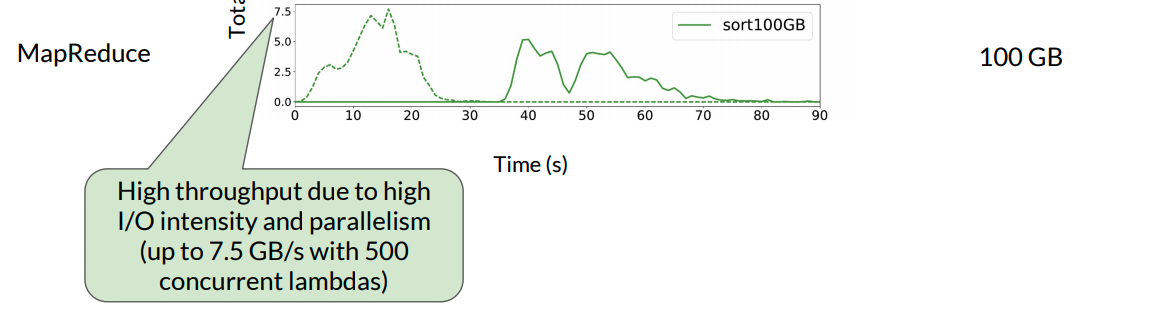 Tota
7.5
5.0
2.5
0.0
sort100GB
MapReduce
100 GB
0 10 20 30 40 50 60 70 80 90
Time (s)
High throughput due to high
I/O intensity and parallelism
(up to 7.5 GB/s with 500
concurrent lambdas)